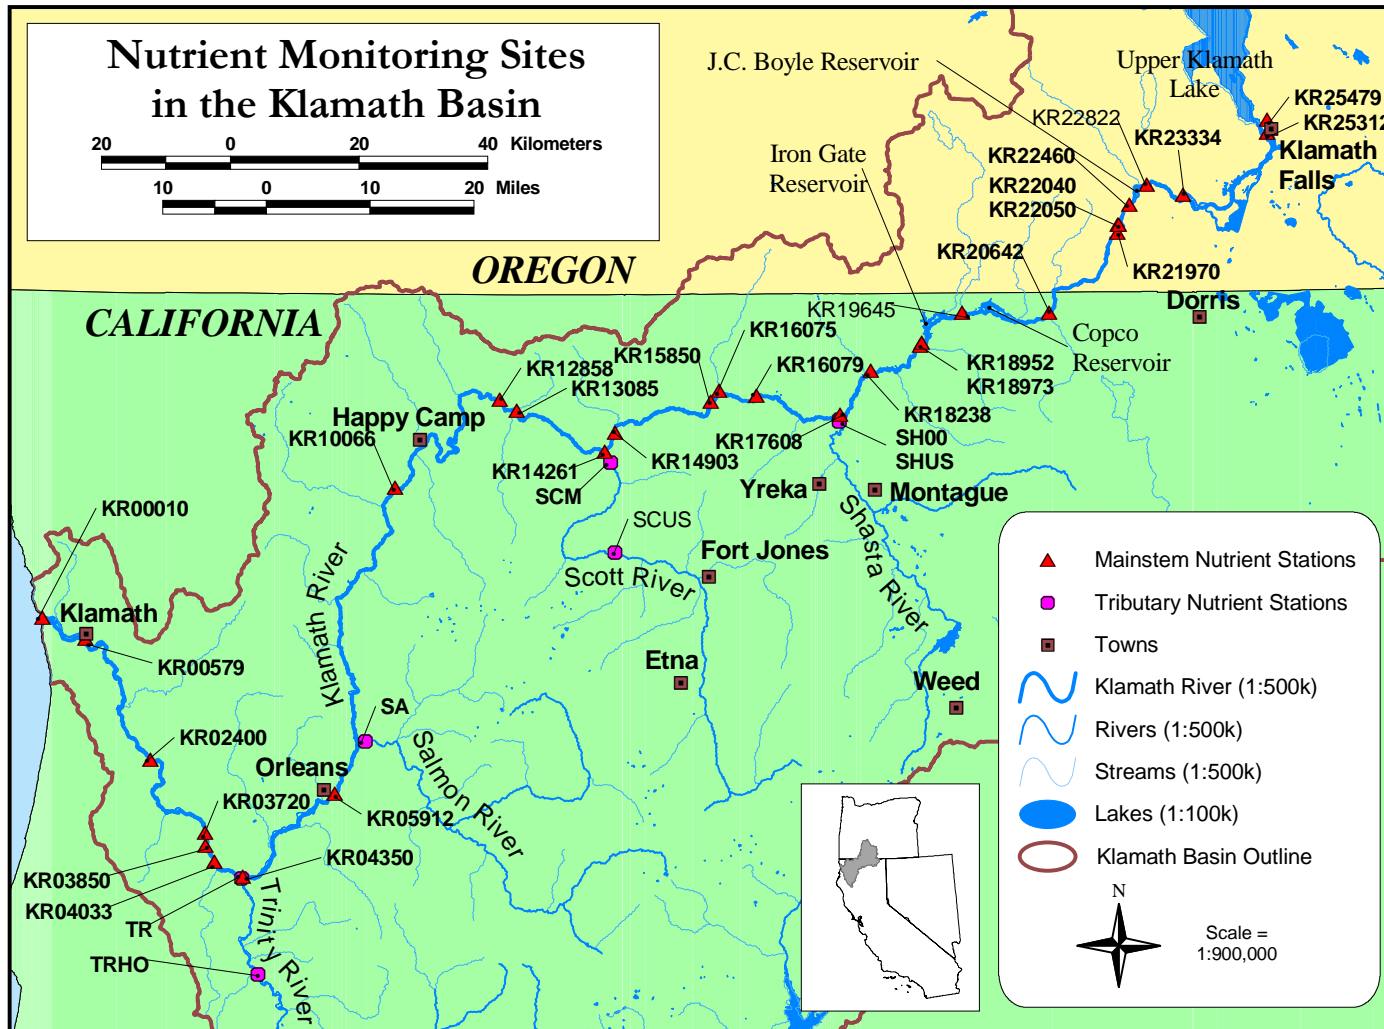 Nutrient Monitoring Sites
in the Klamath Basin
20 0 20 40 Kilometers
10 0 10 20 Miles
J.C. Boyle Reservoir
Upper Klamath
Lake
KR25479
KR25312
Klamath
Falls
KR22822
KR23334
KR22460
KR22040
KR22050
Iron Gate
Reservoir
KR20642
KR21970
OREGON
Dorris
CALIFORNIA
KR19645
Copco
Reservoir
KR16075
KR15850
KR16079
KR18952
KR18973
KR12858
KR13085
Happy Camp
KR18238
KR10066
KR17608
SH00
SHUS
KR14903
KR14261
SCM
Yreka
Montague
KR00010
SCUS
Fort Jones
Scott River
Shasta River
Klamath River
Klamath
KR00579
Etna
Weed
SA
KR02400
Salmon River
Orleans
KR03720
KR05912
KR04350
KR03850
KR04033
TR
Trinity River
TRHO
Mainstem Nutrient Stations
Tributary Nutrient Stations
Towns
Klamath River (1:500k)
Rivers (1:500k)
Streams (1:500k)
Lakes (1:100k)
Klamath Basin Outline
N
Scale =
1:900,000